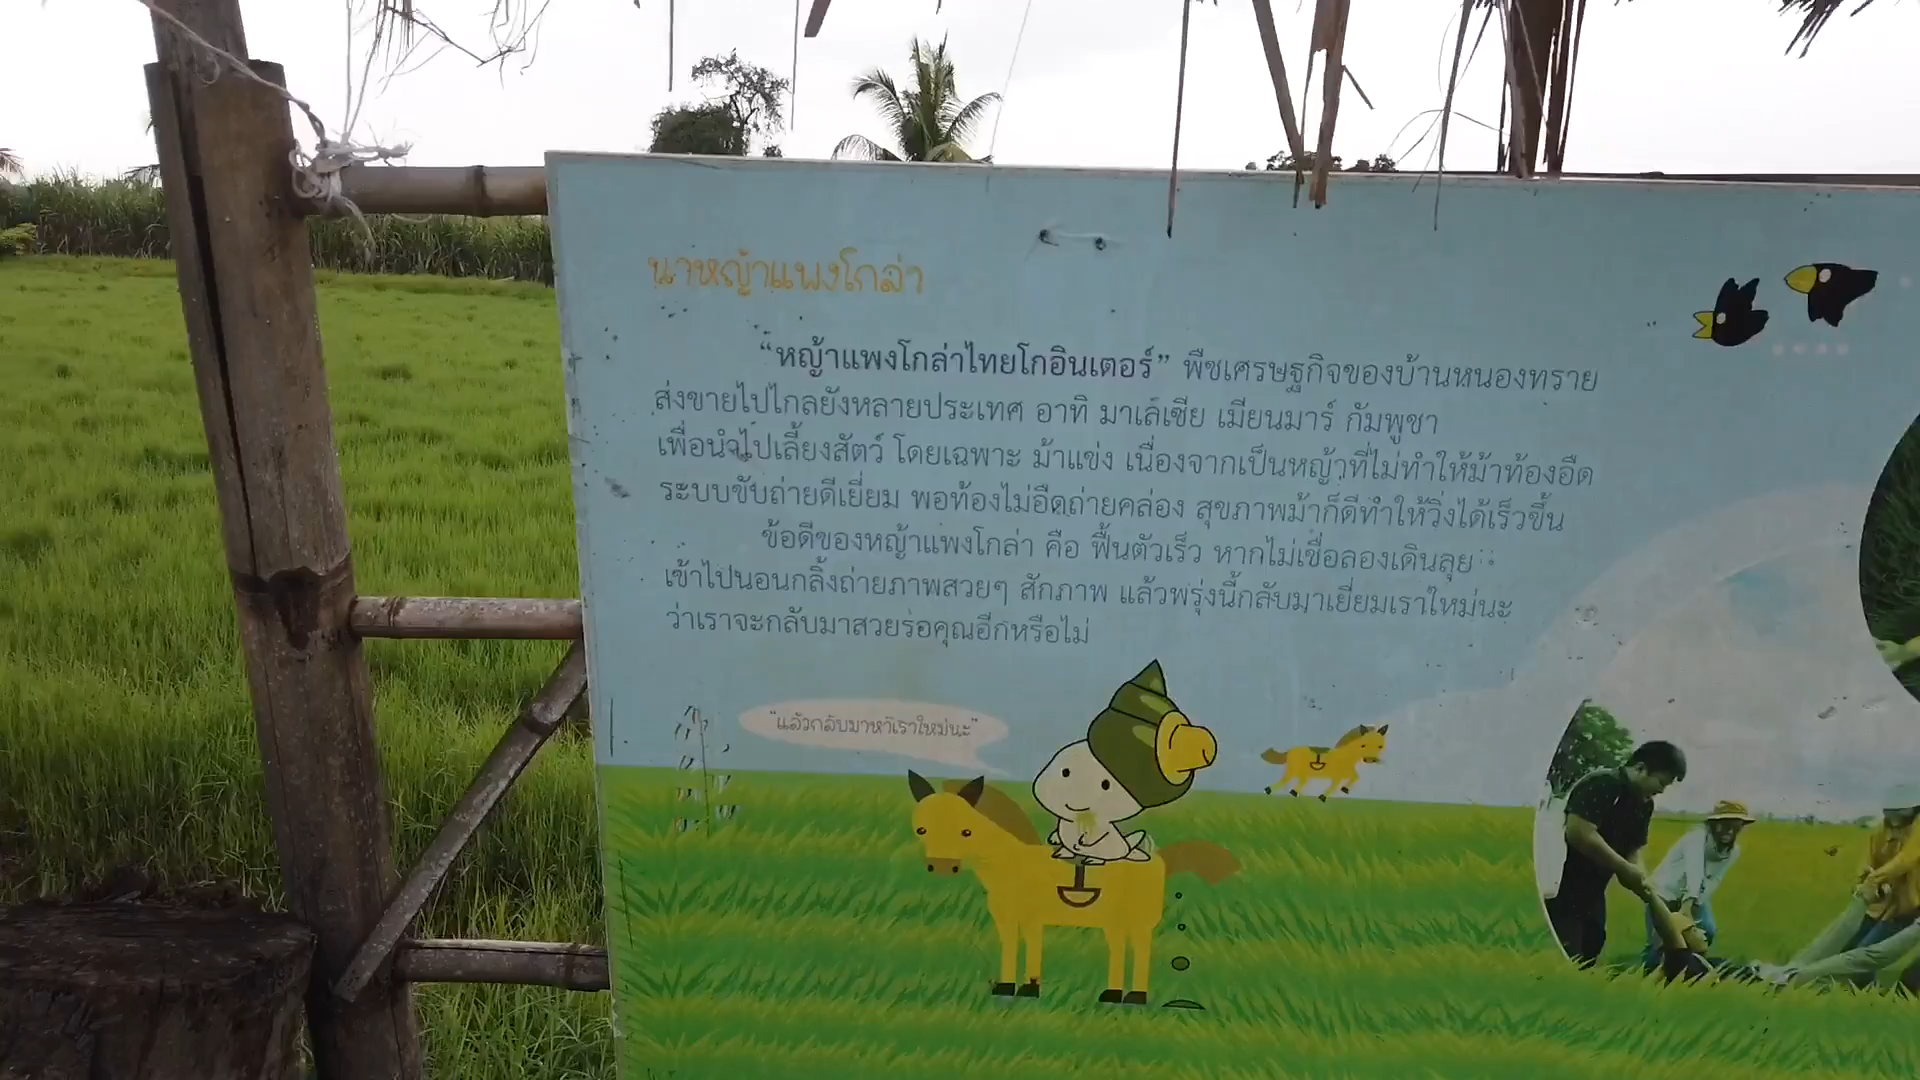 นาหญ้าแพงโกล่า
“หญ้าแพงโกล่าไทยโกอินเตอร์” พืชเศรษฐกิจของบ้านหนองทราย
ส่งขายไปไกลยังหลายประเทศ อาทิ มาเลเซีย เมียนมาร์ กัมพูชา
เพื่อนำไปเลี้ยงสัตว์ โดยเฉพาะ ม้าแข่ง เนื่องจากเป็นหญ้าที่ไม่ทำให้ม้าท้องอืด
ระบบขับถ่ายดีเยี่ยม พอท้องไม่อืดถ่ายคล่อง สุขภาพม้าก็ดีทำให้วิ่งได้เร็วขึ้น
ข้อดีของหญ้าแพงโกล่า คือ ฟื้นตัวเร็ว หากไม่เชื่อลองเดินลุย
เข้าไปนอนกลิ้งถ่ายภาพสวยๆ สักภาพ แล้วพรุ่งนี้กลับมาเยี่ยมเราใหม่นะ
ว่าเราจะกลับมาสวยรอคุณอีกหรือไม่
“แล้วกลับมาหาเราใหม่นะ”